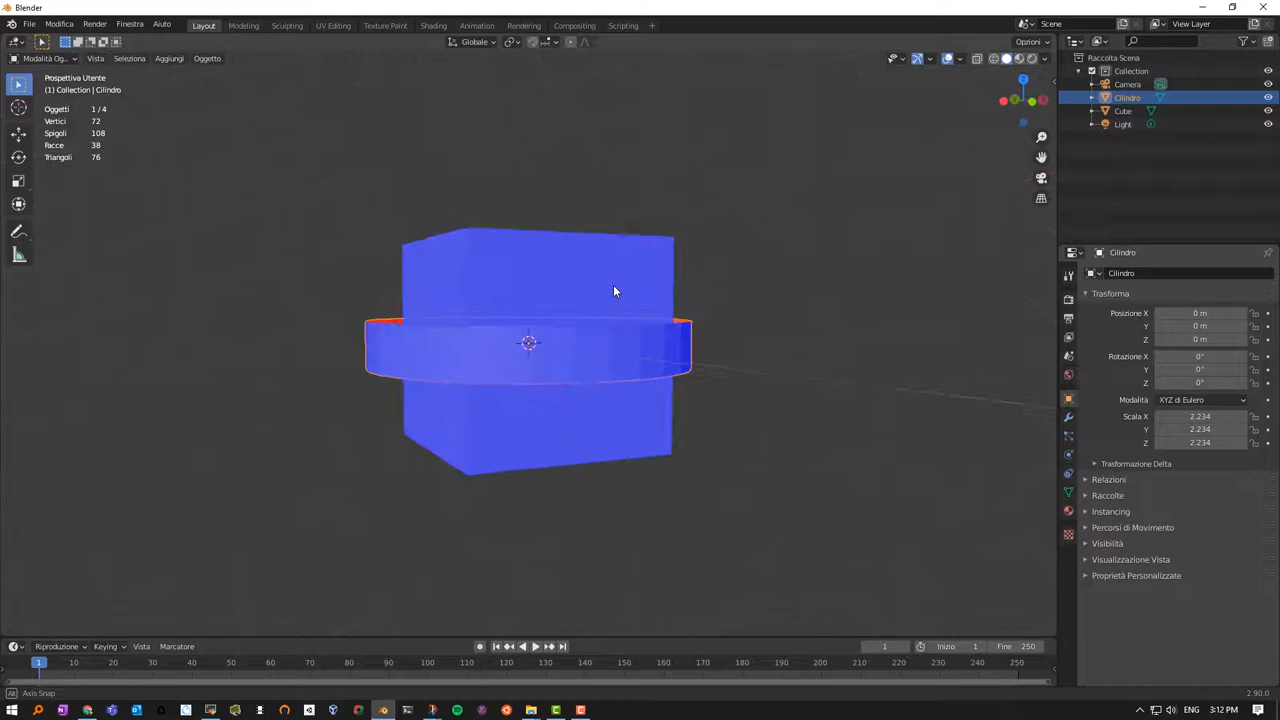 Blender
File Modifica Render Finestra Aiuto Layout Modeling Sculpting UV Editing Texture Paint Shading Animation Rendering Compositing Scripting + Scene View Layer
Globale Opzioni
Modalità Og... Vista Seleziona Aggiungi Oggetto
Prospettiva Utente
(1) Collection | Cilindro
Oggetti 1/4
Vertici 72
Spigoli 108
Facce 38
Triangoli 76
Z
Raccolta Scena
Collection
Camera
Cilindro
Cube
Light
Cilindro
Cilindro
Trasforma
Posizione X 0 m
Y 0 m
Z 0 m
Rotazione X 0°
Y 0°
Z 0°
Modalità XYZ di Eulero
Scala X 2.234
Y 2.234
Z 2.234
Trasformazione Delta
Relazioni
Raccolte
Instancing
Percorsi di Movimento
Visibilità
Visualizzazione Vista
Proprietà Personalizzate
Riproduzione Keying Vista Marcatore 1 Inizio 1 Fine 250
1 10 20 30 40 50 60 70 80 90 100 110 120 130 140 150 160 170 180 190 200 210 220 230 240 250
Alt Axis Snap 2.90.0
3:12 PM